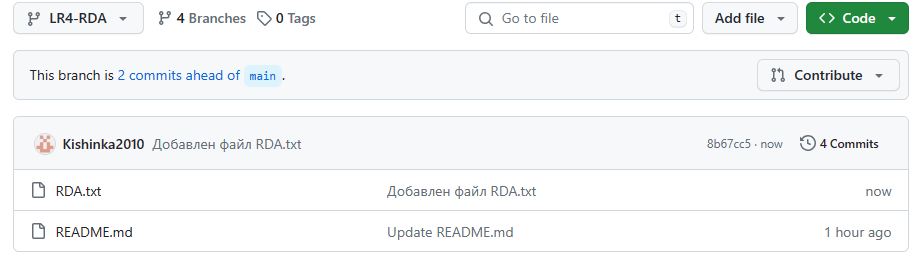 LR4-RDA 4 Branches 0 Tags Go to file t Add file Code
This branch is 2 commits ahead of main . Contribute
Kishinka2010 Добавлен файл RDA.txt 8b67cc5 · now 4 Commits
RDA.txt Добавлен файл RDA.txt now
README.md Update README.md 1 hour ago